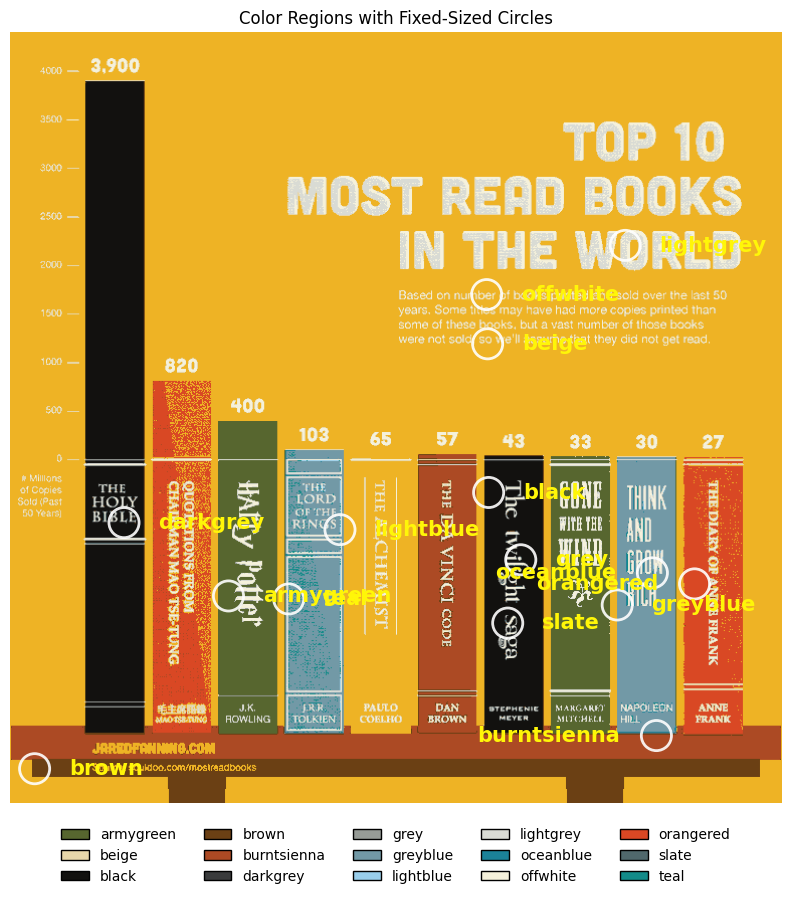 Color Regions with Fixed-Sized Circles
3,900
4000
3500
3000
2500
2000
1500
1000
500
0
# Millions
of Copies
Sold (Past
50 Years)
TOP 10
MOST READ BOOKS
IN THE WORLD
lightgrey
Based on number of books printed and sold over the last 50
years. Some titles may have had more copies printed than
some of these books, but a vast number of those books
were not sold, so we'll assume that they did not get read.
offwhite
beige
820
400
103
65
57
43
33
30
27
THE
HOLY
BIBLE
darkgrey
QUOTATIONS FROM
CHAIRMAN MAO TSE-TUNG
MAO TSE-TUNG
Harry Potter
J.K.
ROWLING
armygreen
THE
LORD
OF THE
RINGS
J.R.R
TOLKIEN
teal
lightblue
THE ALCHEMIST
PAULO
COELHO
THE DA VINCI CODE
DAN
BROWN
The twilight saga
STEPHENIE
MEYER
black
grey
oceanblue
orangered
slate
GONE
WITH THE
WIND
MARGARET
MITCHELL
THINK
AND
GROW
RICH
NAPOLEON
HILL
greyblue
THE DIARY OF ANNE FRANK
ANNE
FRANK
burntsienna
JAREDFANNING.COM
brown
armygreen
brown
grey
lightgrey
orangered
beige
burntsienna
greyblue
oceanblue
slate
black
darkgrey
lightblue
offwhite
teal